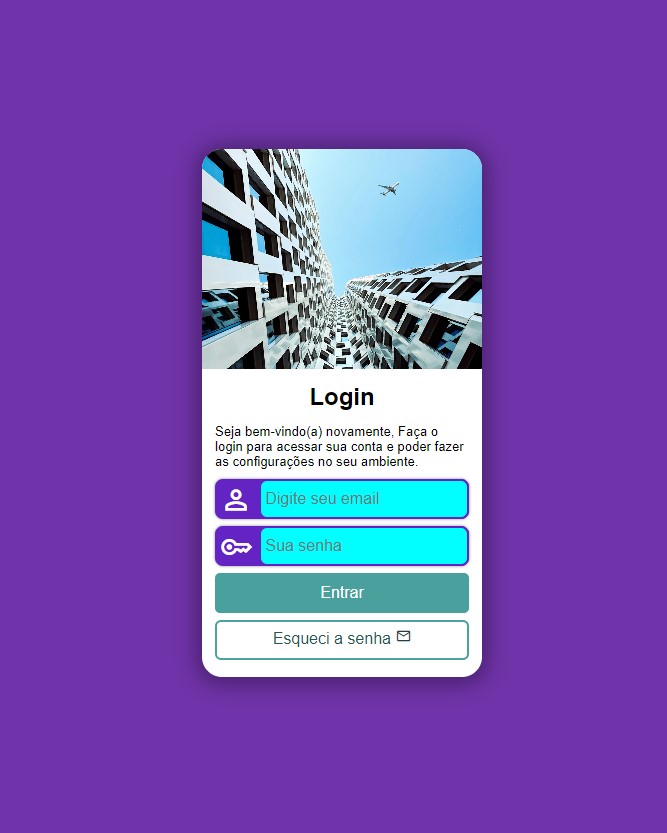 Login
Seja bem-vindo(a) novamente, Faça o
login para acessar sua conta e poder fazer
as configurações no seu ambiente.
Digite seu email
Sua senha
Entrar
Esqueci a senha